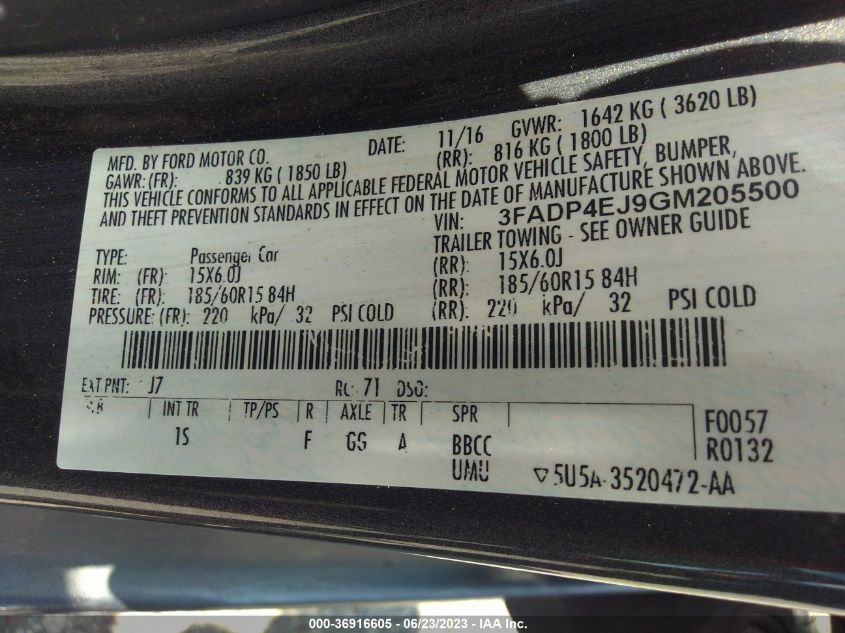 MFD. BY FORD MOTOR CO. DATE: 11/16 GVWR: 1642 KG ( 3620 LB)
GAWR: (FR): 839 KG ( 1850 LB) (RR): 816 KG ( 1800 LB)
THIS VEHICLE CONFORMS TO ALL APPLICABLE FEDERAL MOTOR VEHICLE SAFETY, BUMPER,
AND THEFT PREVENTION STANDARDS IN EFFECT ON THE DATE OF MANUFACTURE SHOWN ABOVE.
VIN: 3FADP4EJ9GM205500
TYPE: Passenger Car TRAILER TOWING - SEE OWNER GUIDE
RIM: (FR): 15X6.0J (RR): 15X6.0J
TIRE: (FR): 185/60R15 84H (RR): 185/60R15 84H
PRESSURE: (FR): 220 kPa/ 32 PSI COLD (RR): 220 kPa/ 32 PSI COLD
EXT PNT: J7 RC: 71 DSO:
INT TR TP/PS R AXLE TR SPR F0057
1S F GG A BBCC R0132
UMU ▽5U5A-3520472-AA
000-36916605 - 06/23/2023 - IAA Inc.